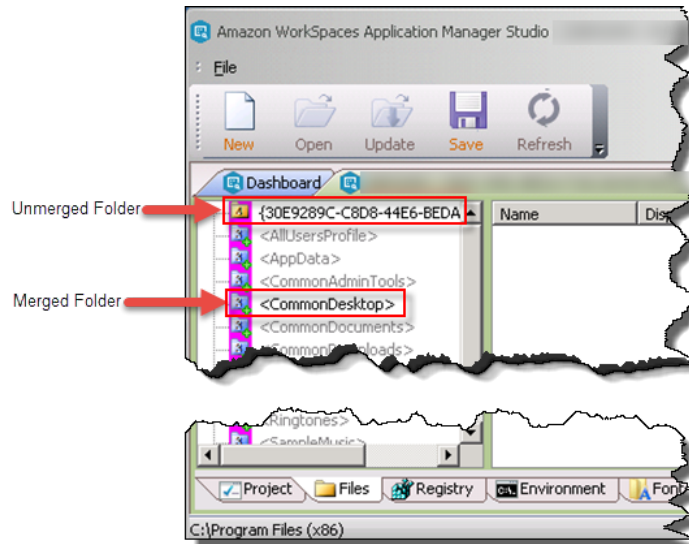 Amazon WorkSpaces Application Manager Studio
File
New Open Update Save Refresh
Dashboard
Unmerged Folder
{30E9289C-C8D8-44E6-BEDA
Name
<AllUsersProfile>
<AppData>
<CommonAdminTools>
Merged Folder
<CommonDesktop>
<CommonDocuments>
<Ringtones>
<SampleMusic>
Project Files Registry Environment
C:\Program Files (x86)